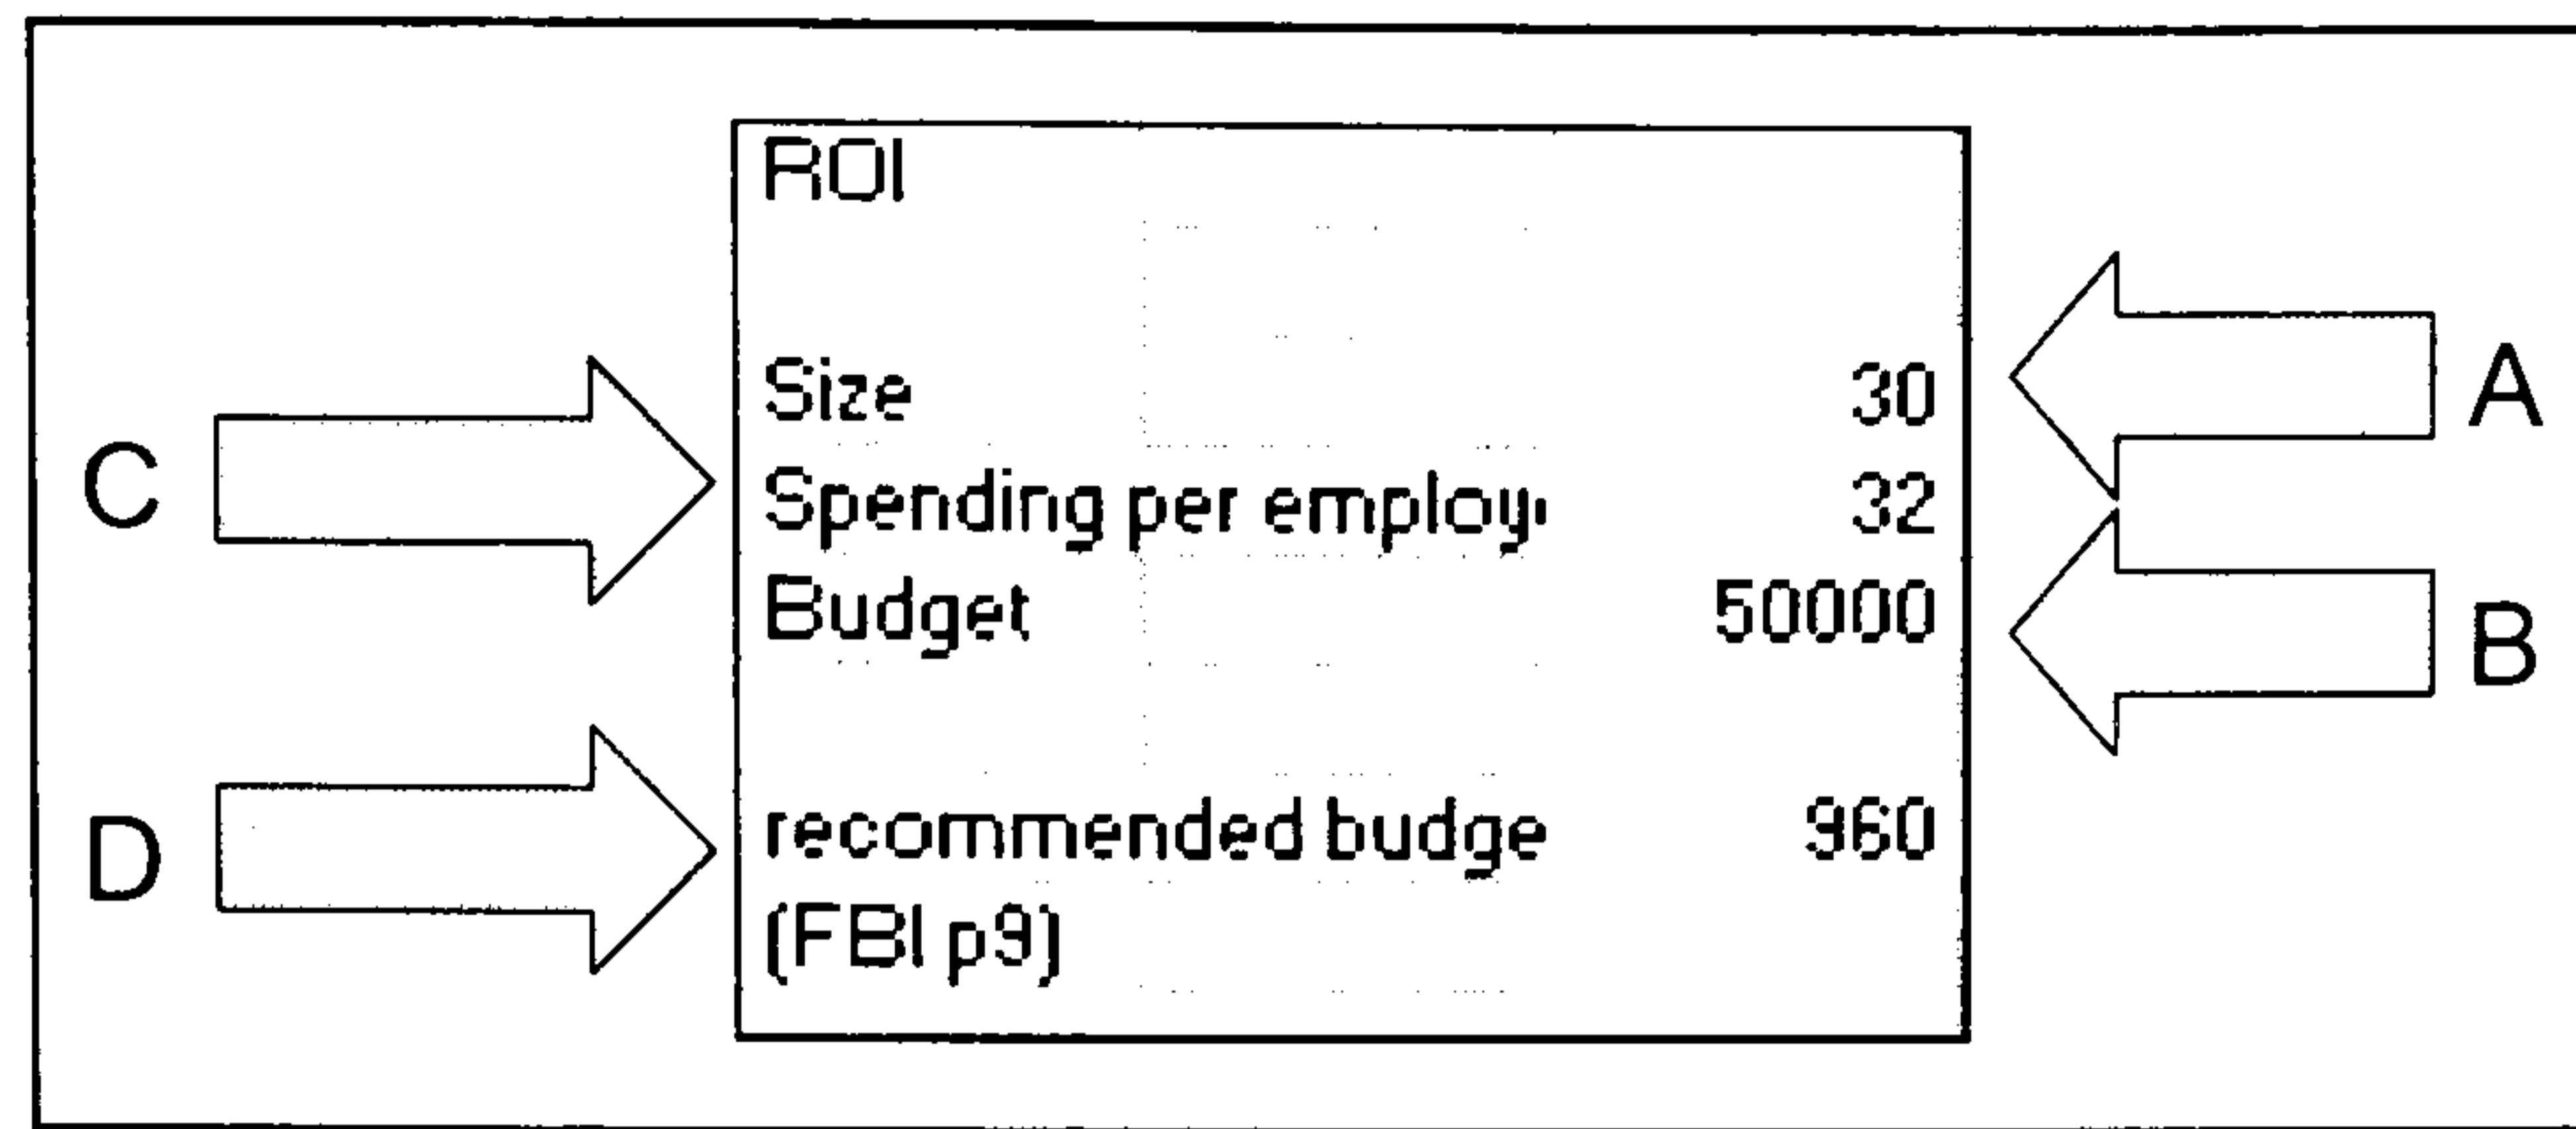 ROI
Size 30 A
C Spending per employ 32
Budget 50000 B
D recommended budge 960
(FBI p9)